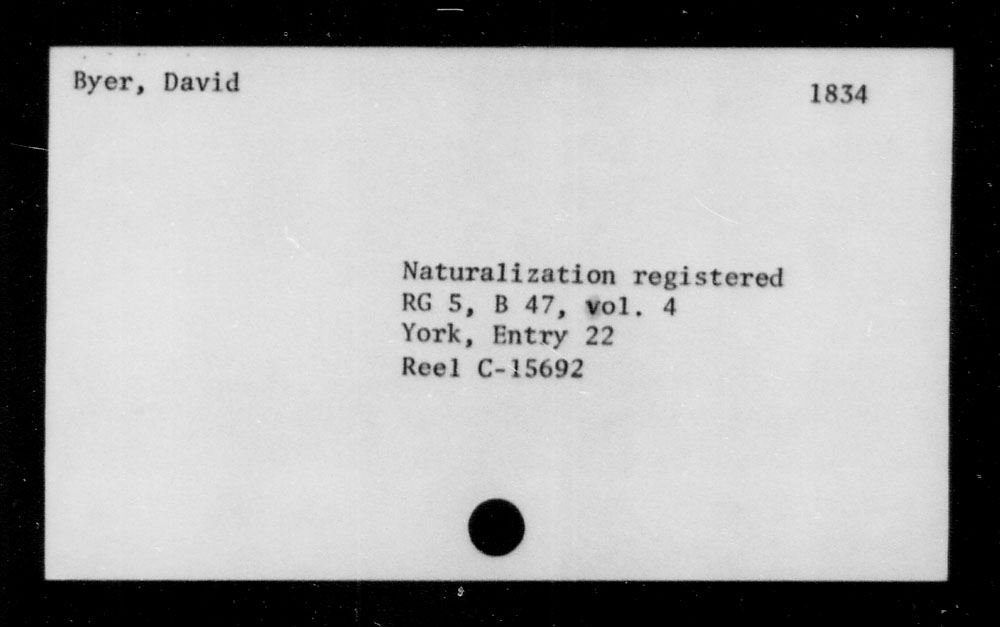 Byer, David
1834
Naturalization registered
RG 5, B 47, vol. 4
York, Entry 22
Reel C-15692